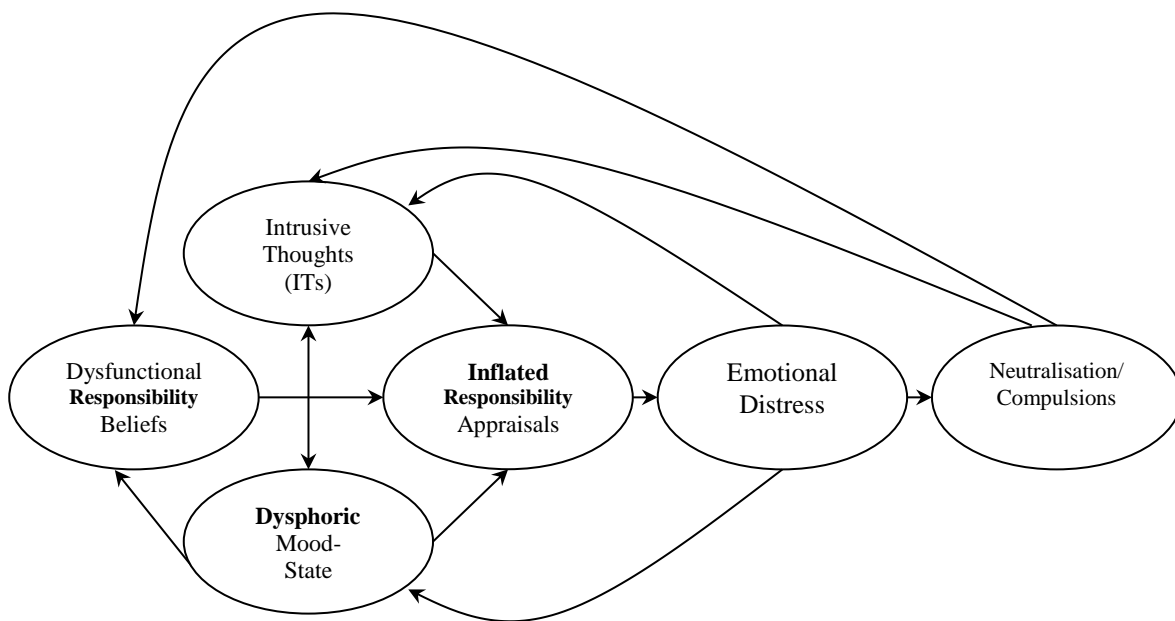 Intrusive
Thoughts
(ITs)
Dysfunctional
Responsibility
Beliefs
Inflated
Responsibility
Appraisals
Emotional
Distress
Neutralisation/
Compulsions
Dysphoric
Mood-
State